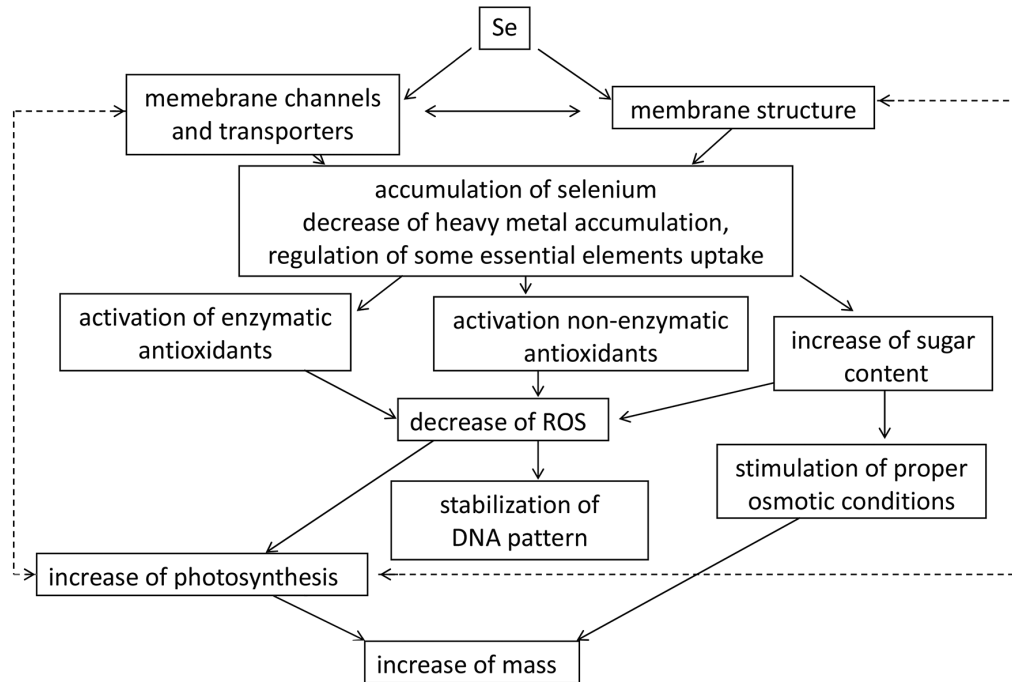 Se
memebrane channels
and transporters
membrane structure
accumulation of selenium
decrease of heavy metal accumulation,
regulation of some essential elements uptake
activation of enzymatic
antioxidants
activation non-enzymatic
antioxidants
increase of sugar
content
decrease of ROS
stimulation of proper
osmotic conditions
stabilization of
DNA pattern
increase of photosynthesis
increase of mass